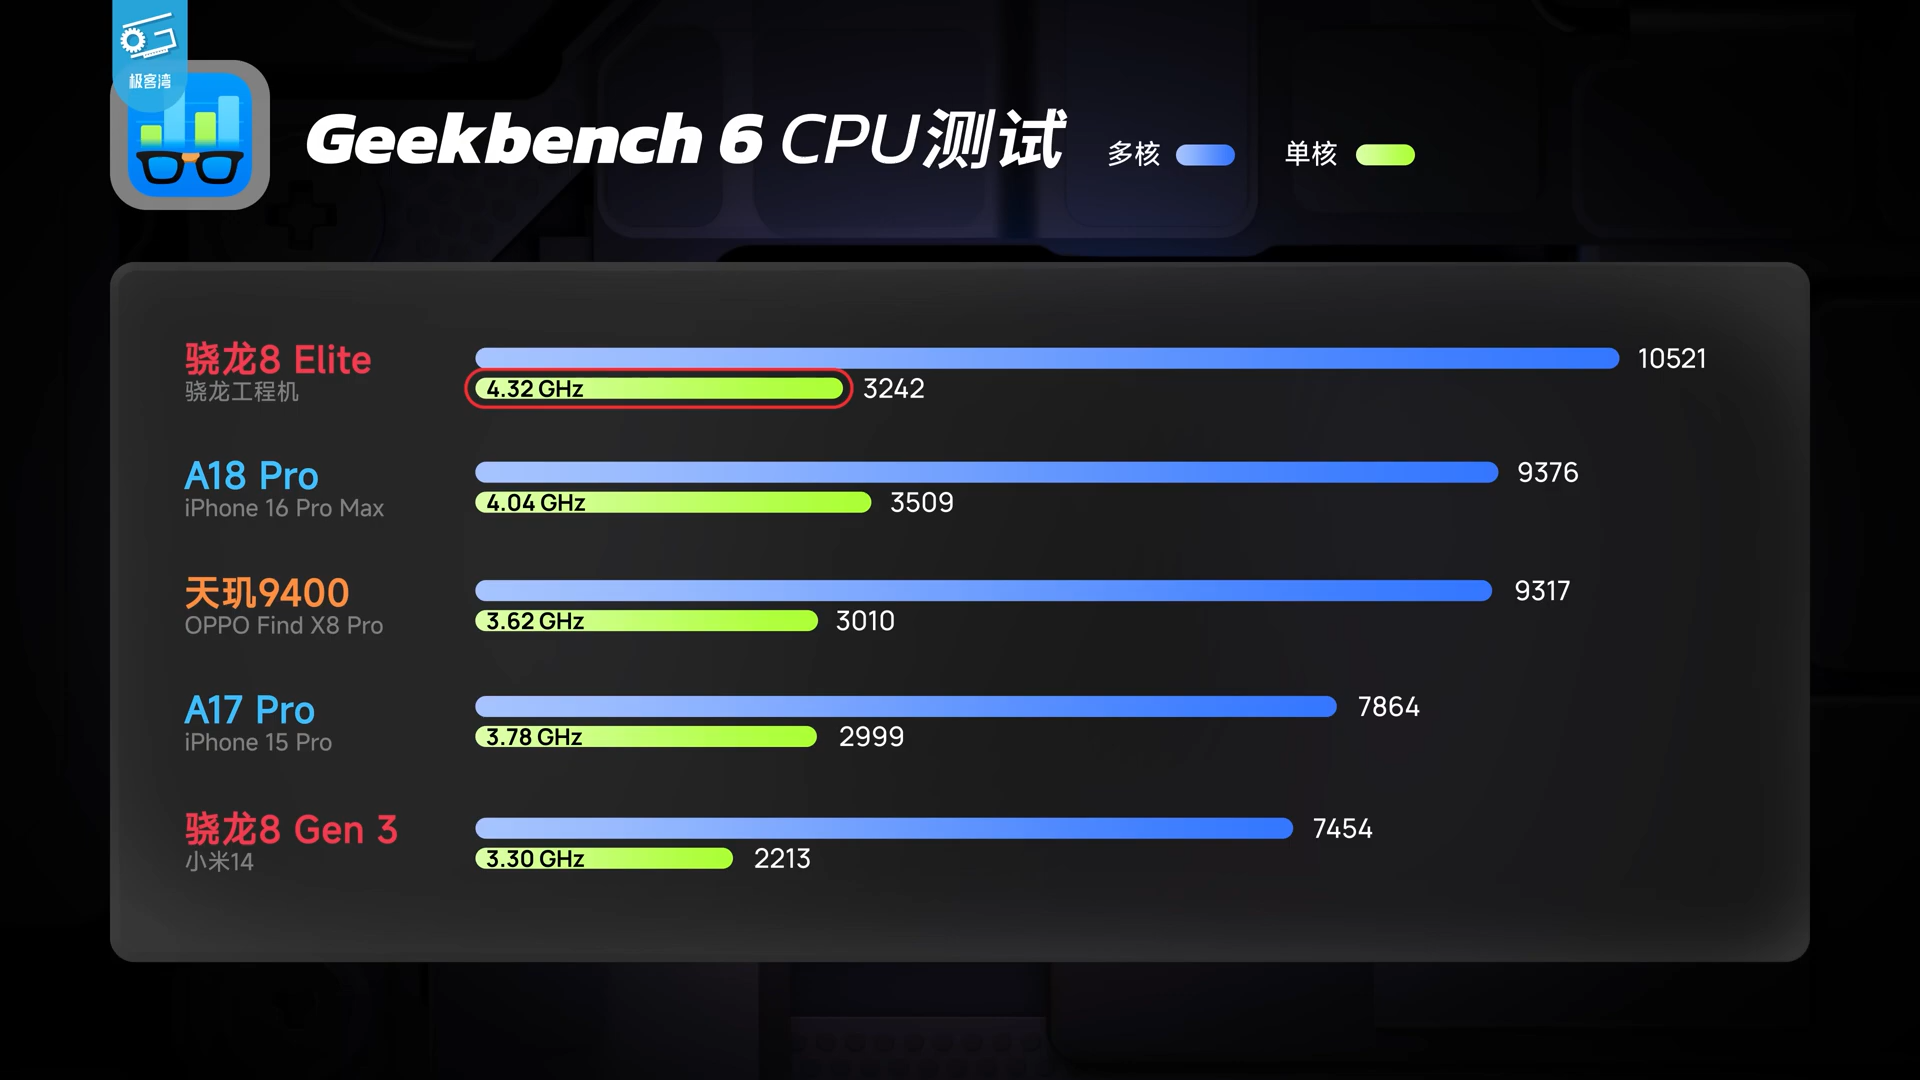 极客湾
Geekbench 6 CPU测试
多核
单核
骁龙8 Elite
骁龙工程机
10521
4.32 GHz
3242
A18 Pro
iPhone 16 Pro Max
9376
4.04 GHz
3509
天玑9400
OPPO Find X8 Pro
9317
3.62 GHz
3010
A17 Pro
iPhone 15 Pro
7864
3.78 GHz
2999
骁龙8 Gen 3
小米14
7454
3.30 GHz
2213